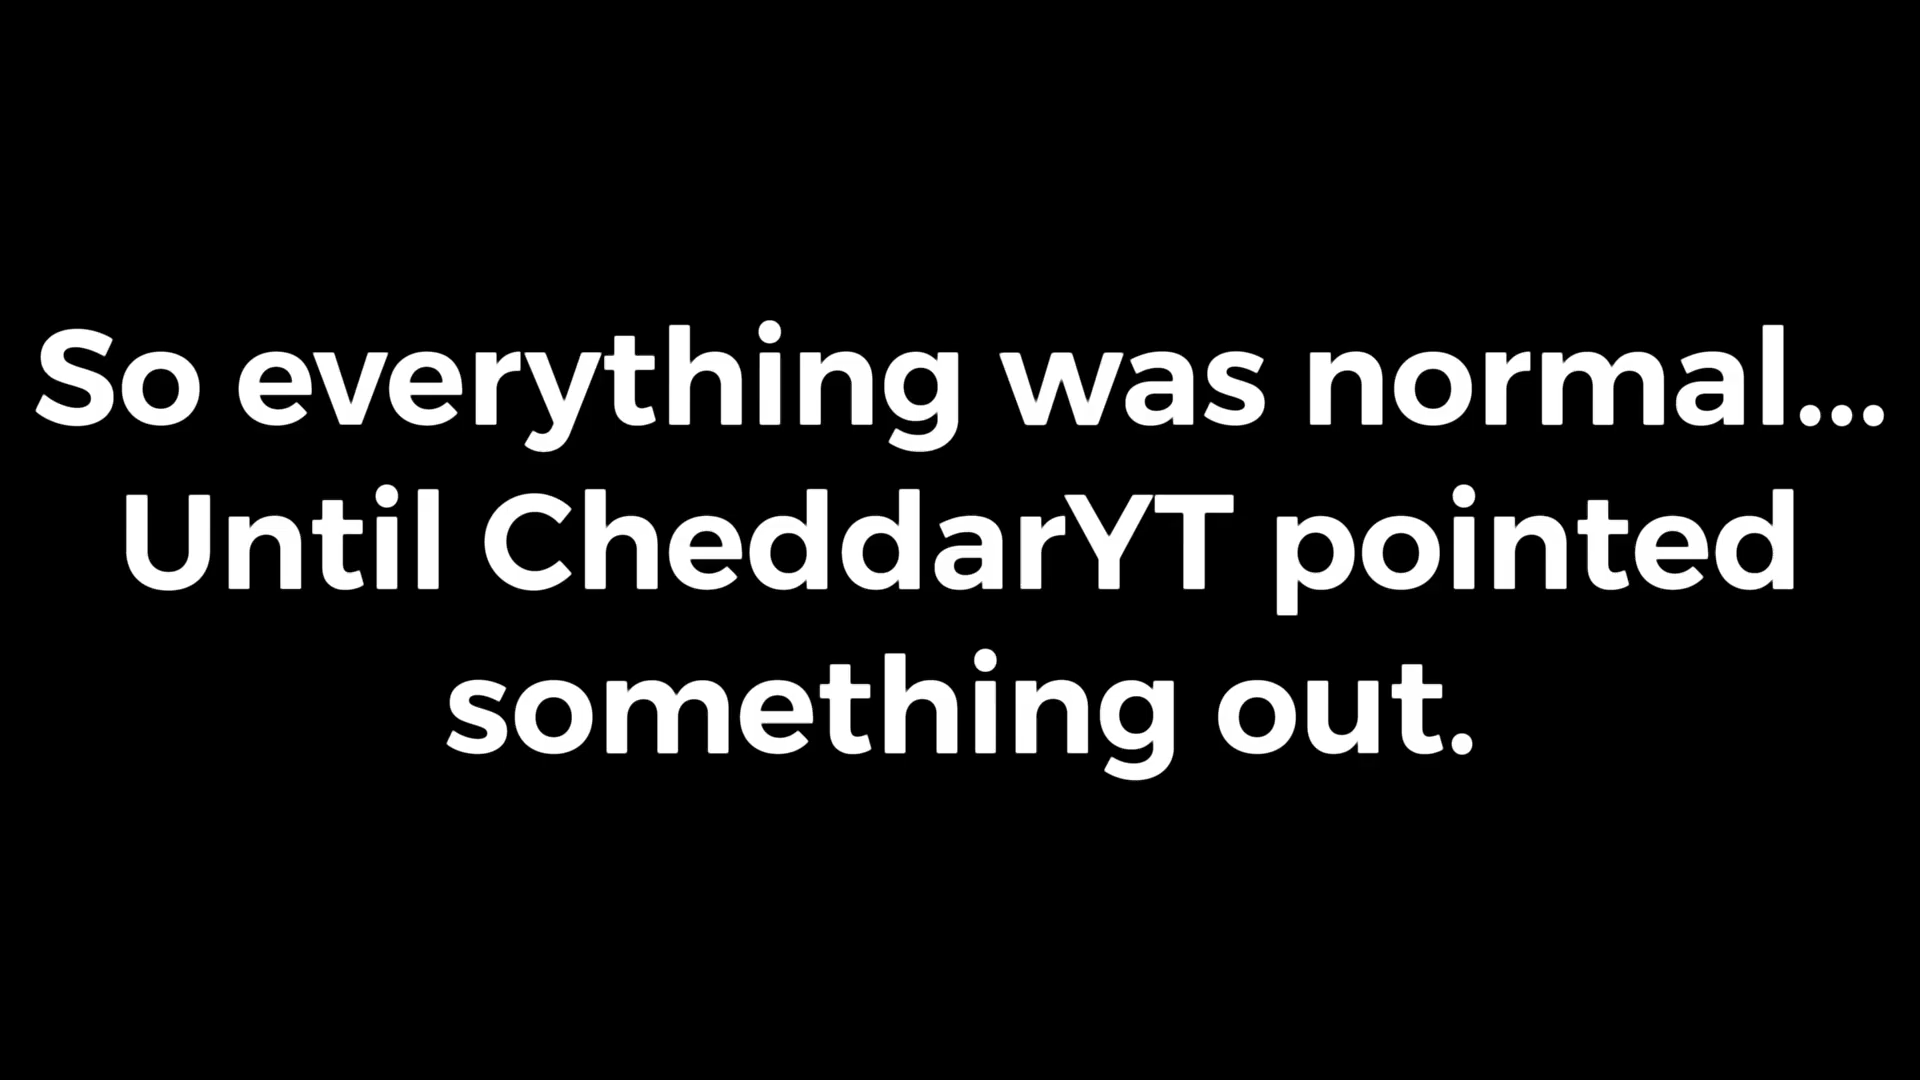 So everything was normal...
Until CheddarYT pointed
something out.